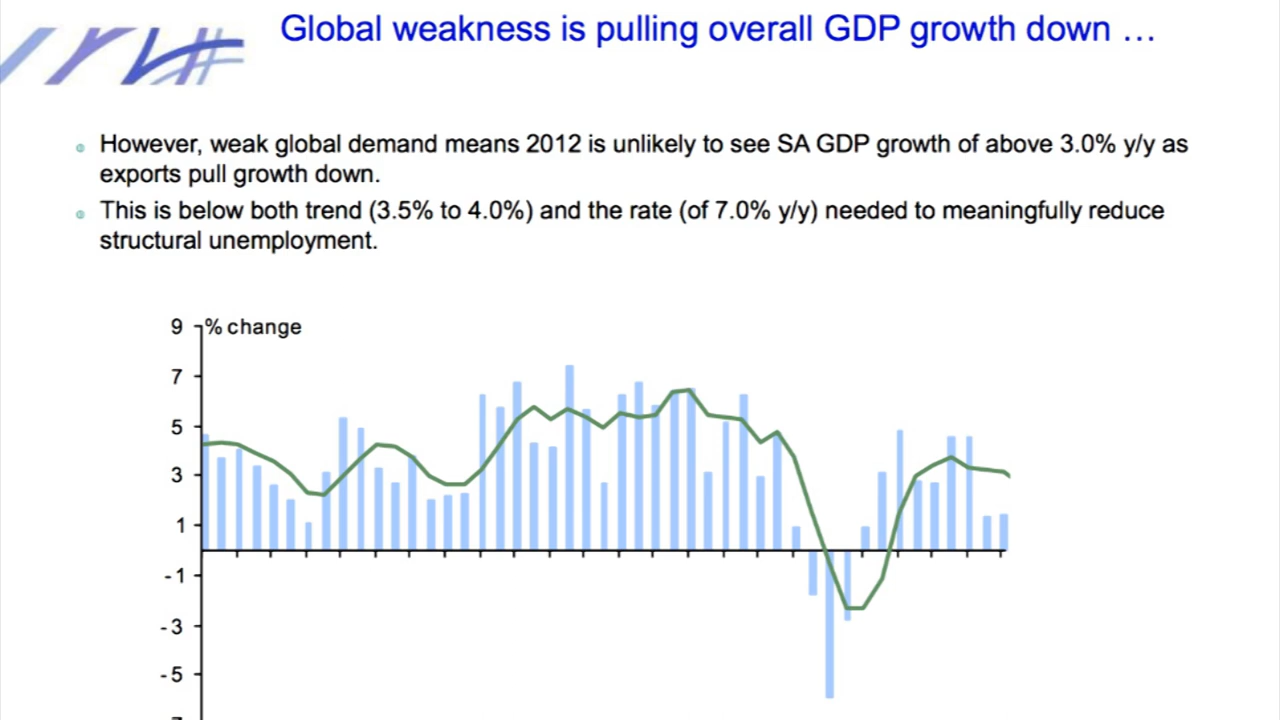 Global weakness is pulling overall GDP growth down …
However, weak global demand means 2012 is unlikely to see SA GDP growth of above 3.0% y/y as
exports pull growth down.
This is below both trend (3.5% to 4.0%) and the rate (of 7.0% y/y) needed to meaningfully reduce
structural unemployment.
9 % change
7
5
3
1
-1
-3
-5